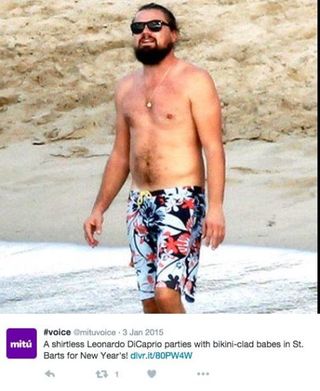 #voice @mituvoice · 3 Jan 2015
mitú
A shirtless Leonardo DiCaprio parties with bikini-clad babes in St.
Barts for New Year's! dlvr.it/80PW4W
1